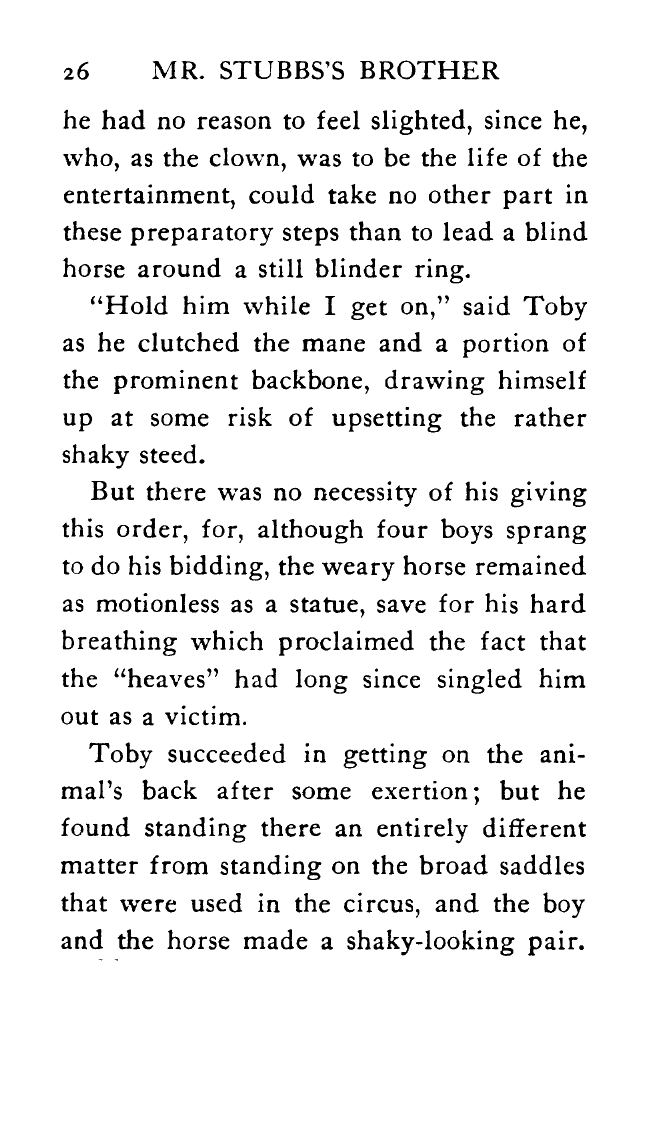 26 MR. STUBBS'S BROTHER
he had no reason to feel slighted, since he,
who, as the clown, was to be the life of the
entertainment, could take no other part in
these preparatory steps than to lead a blind
horse around a still blinder ring.
“Hold him while I get on,” said Toby
as he clutched the mane and a portion of
the prominent backbone, drawing himself
up at some risk of upsetting the rather
shaky steed.
But there was no necessity of his giving
this order, for, although four boys sprang
to do his bidding, the weary horse remained
as motionless as a statue, save for his hard
breathing which proclaimed the fact that
the “heaves” had long since singled him
out as a victim.
Toby succeeded in getting on the ani-
mal's back after some exertion; but he
found standing there an entirely different
matter from standing on the broad saddles
that were used in the circus, and the boy
and the horse made a shaky-looking pair.